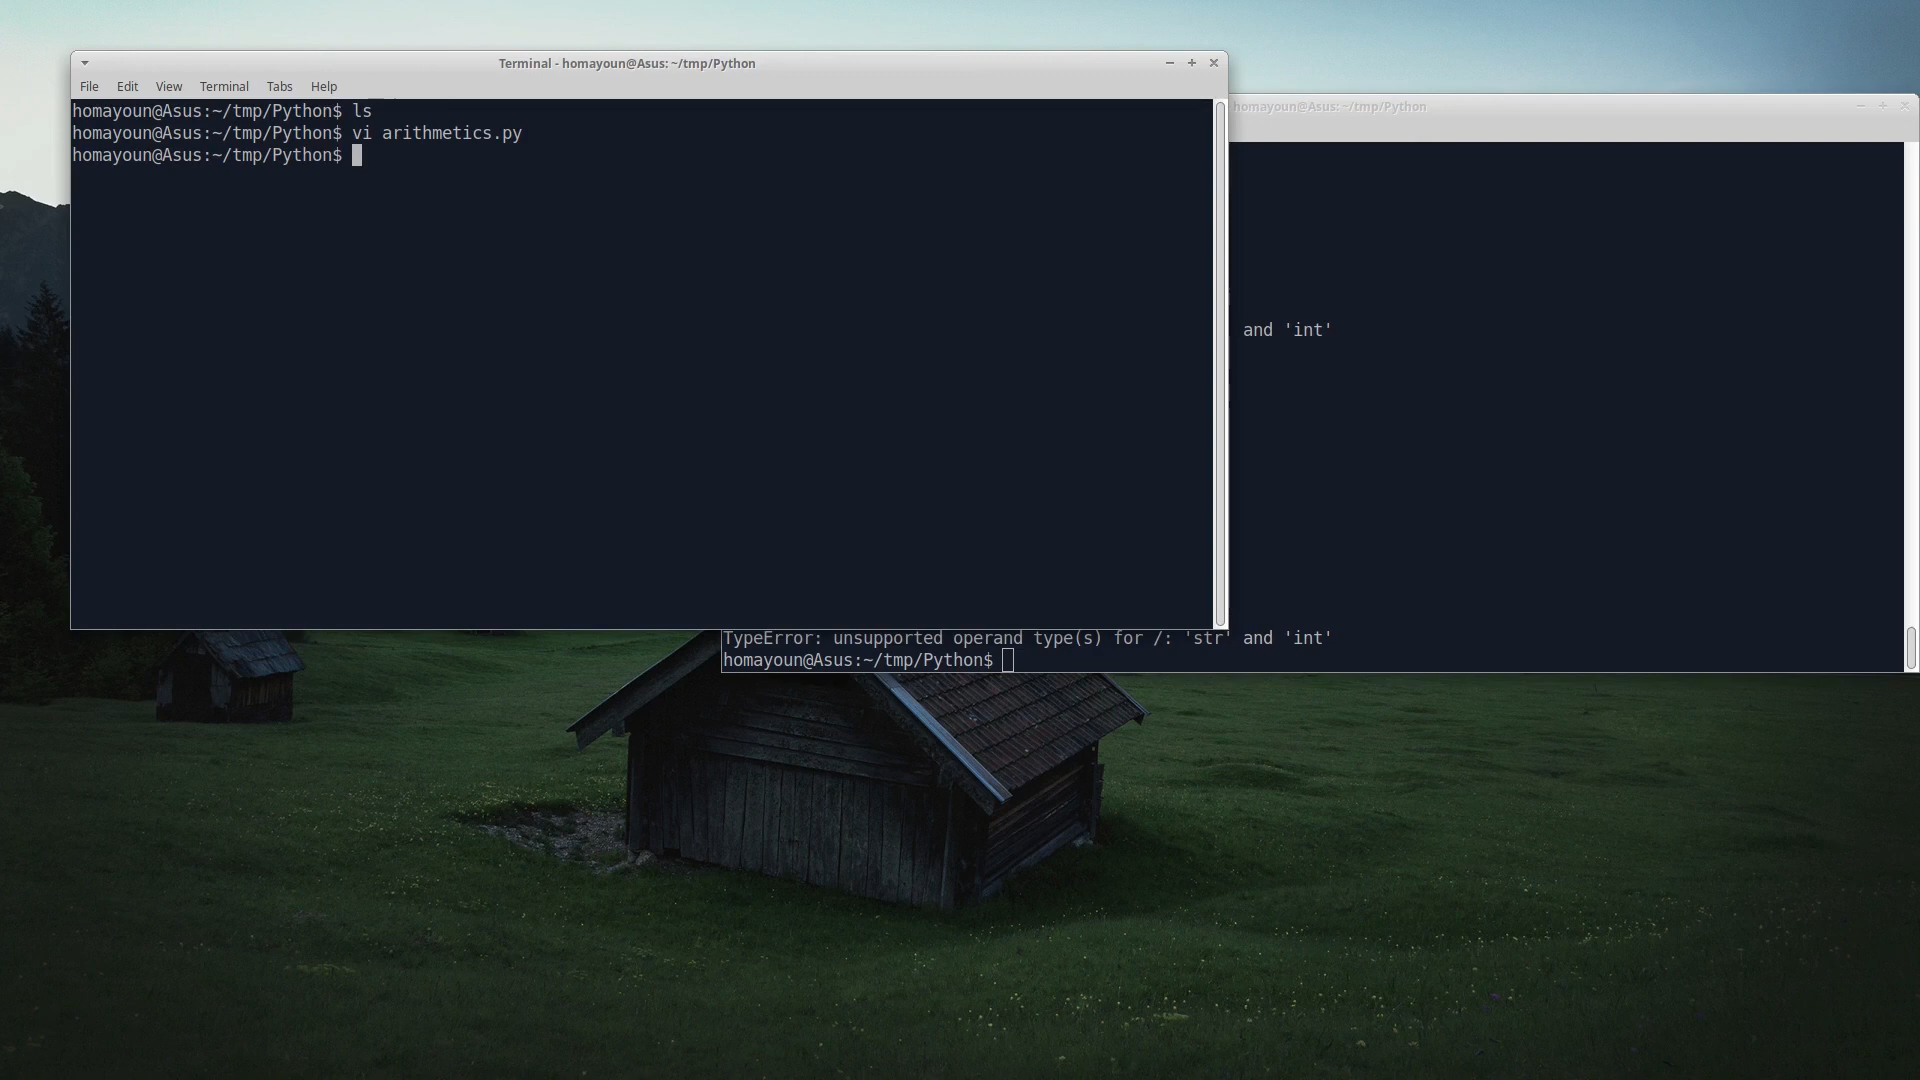 Terminal - homayoun@Asus: ~/tmp/Python
File Edit View Terminal Tabs Help
homayoun@Asus:~/tmp/Python$ ls
homayoun@Asus:~/tmp/Python$ vi arithmetics.py
homayoun@Asus:~/tmp/Python$
homayoun@Asus: ~/tmp/Python
and 'int'
TypeError: unsupported operand type(s) for /: 'str' and 'int'
homayoun@Asus:~/tmp/Python$